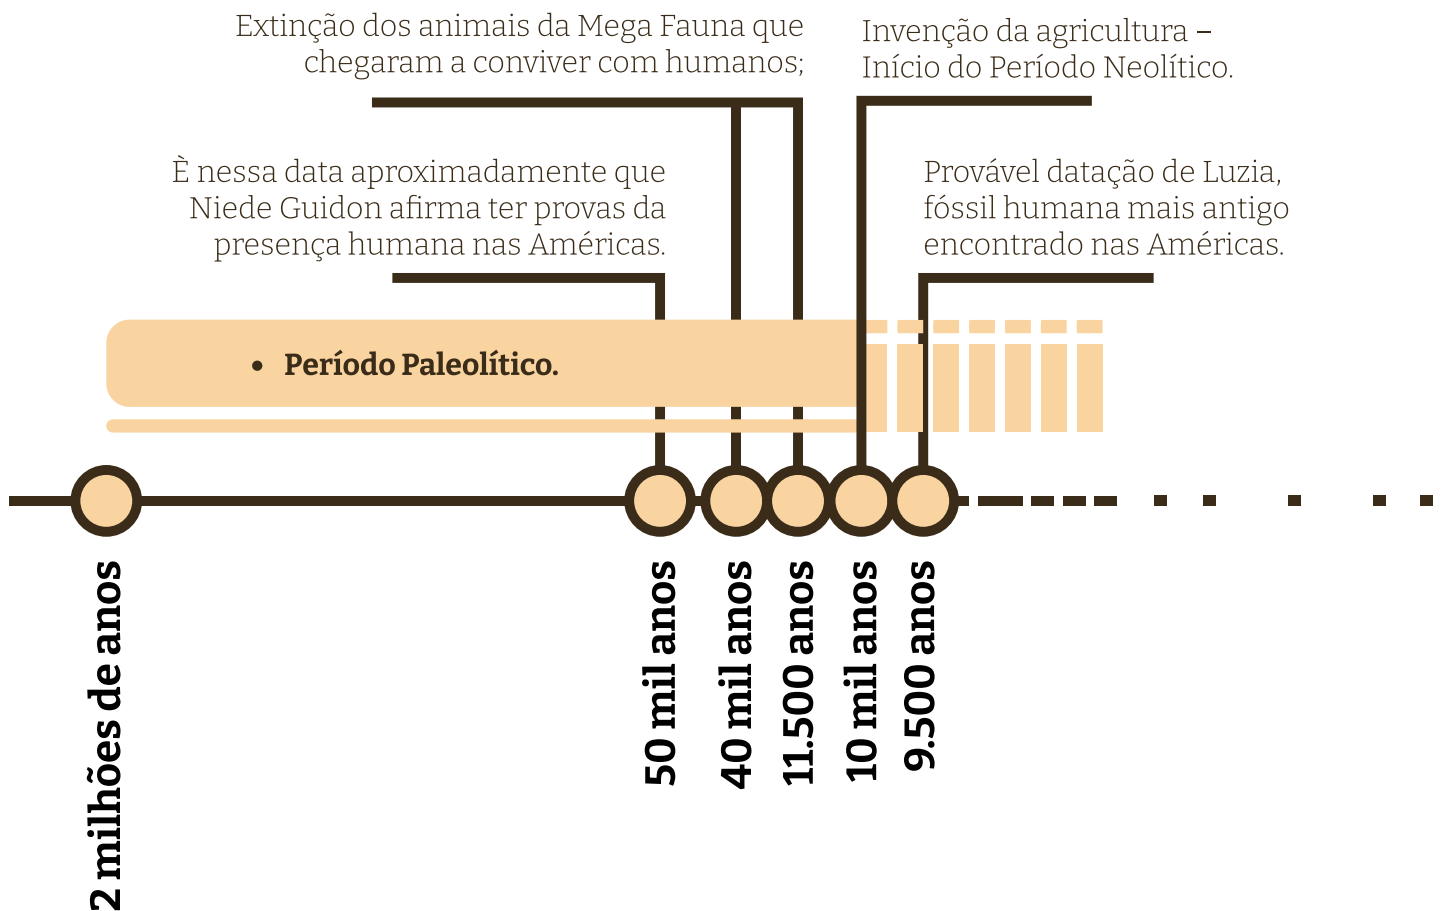 Extinção dos animais da Mega Fauna que
chegaram a conviver com humanos;
Invenção da agricultura –
Início do Período Neolítico.
È nessa data aproximadamente que
Niede Guidon afirma ter provas da
presença humana nas Américas.
Provável datação de Luzia,
fóssil humana mais antigo
encontrado nas Américas.
• Período Paleolítico.
2 milhões de anos
50 mil anos
40 mil anos
11.500 anos
10 mil anos
9.500 anos